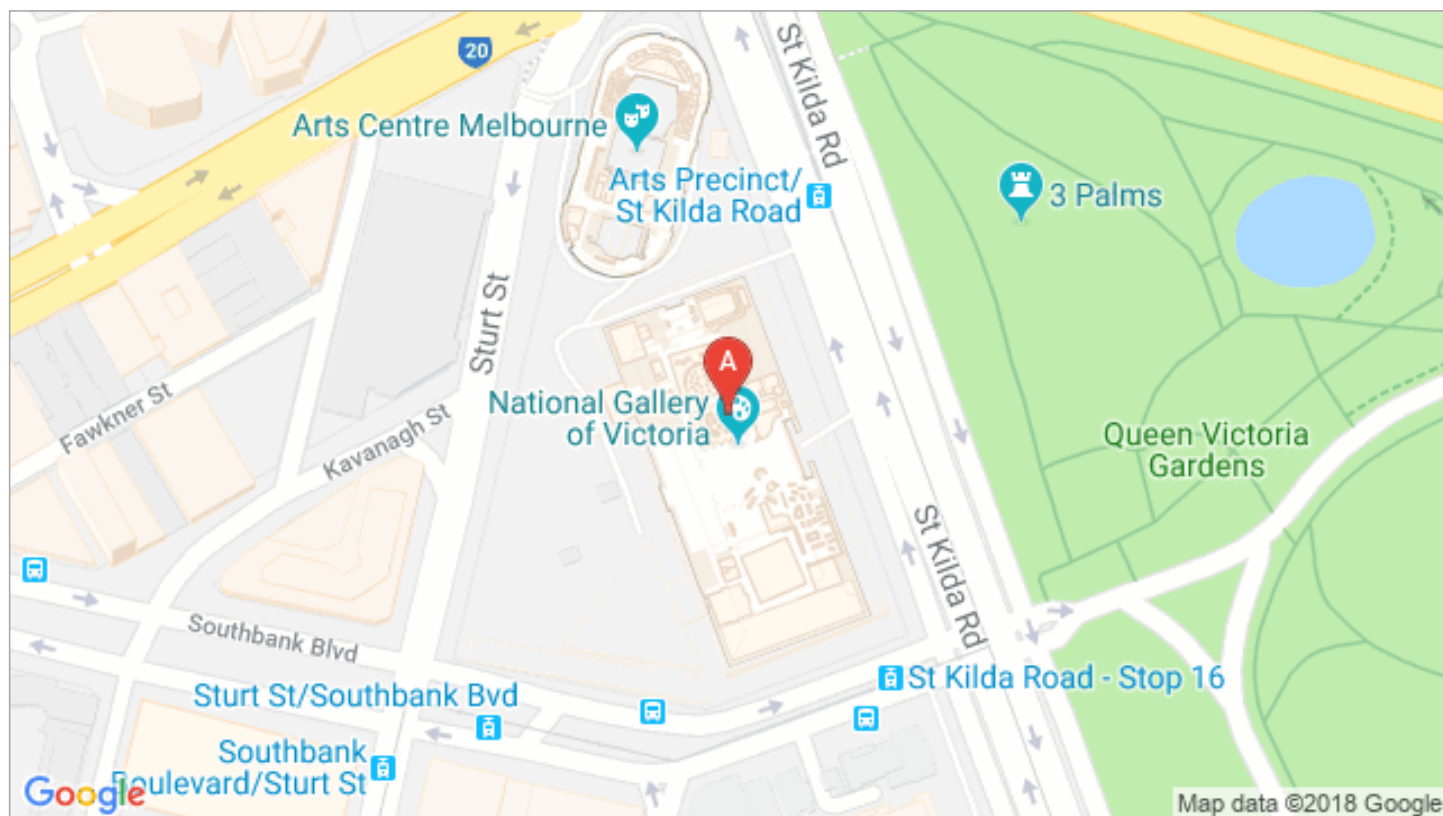 20
St Kilda Rd
Arts Centre Melbourne
Arts Precinct/
St Kilda Road
3 Palms
Sturt St
A
National Gallery
of Victoria
Fawkner St
Kavanagh St
Queen Victoria
Gardens
St Kilda Rd
Southbank Blvd
St Kilda Road - Stop 16
Sturt St/Southbank Bvd
Southbank
Boulevard/Sturt St
Google
Map data ©2018 Google